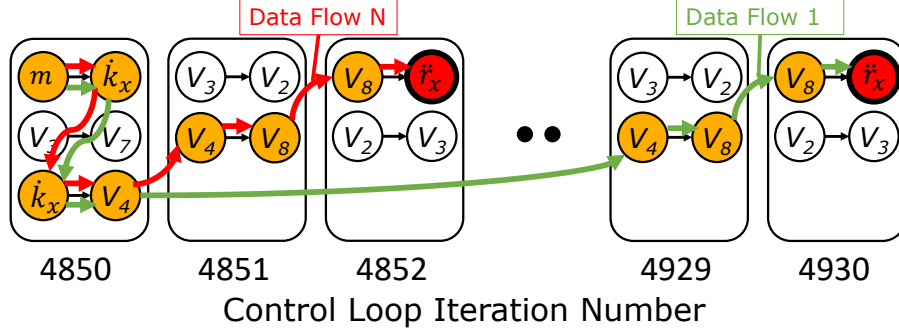 Data Flow N Data Flow 1
m k̇ₓ V₃ V₂ V₈ r̈ₓ V₃ V₂ V₈ r̈ₓ
V₃ V₇ V₄ V₈ V₂ V₃ V₄ V₈ V₂ V₃
k̇ₓ V₄
4850 4851 4852 4929 4930
Control Loop Iteration Number